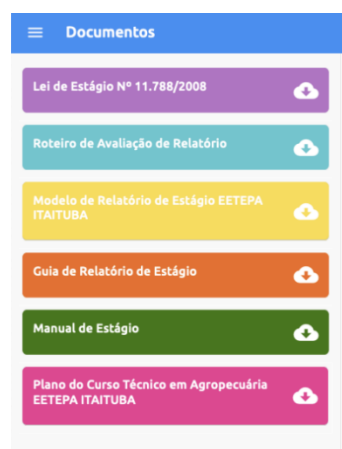 Documentos
Lei de Estágio Nº 11.788/2008
Roteiro de Avaliação de Relatório
Modelo de Relatório de Estágio EETEPA
ITAITUBA
Guia de Relatório de Estágio
Manual de Estágio
Plano do Curso Técnico em Agropecuária
EETEPA ITAITUBA